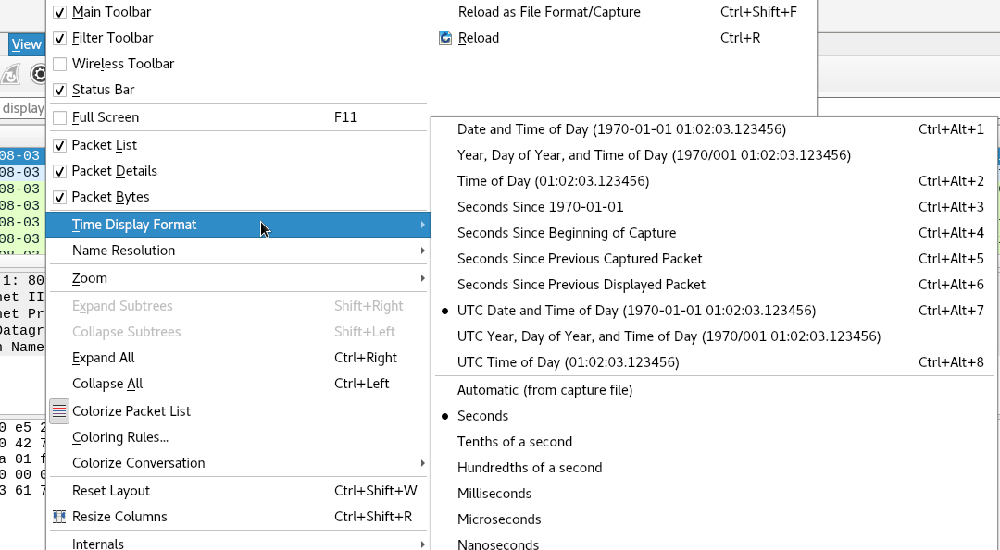 Main Toolbar
Filter Toolbar
Wireless Toolbar
Status Bar
Full Screen F11
Packet List
Packet Details
Packet Bytes
Time Display Format
Name Resolution
Zoom
Expand Subtrees Shift+Right
Collapse Subtrees Shift+Left
Expand All Ctrl+Right
Collapse All Ctrl+Left
Colorize Packet List
Coloring Rules...
Colorize Conversation
Reset Layout Ctrl+Shift+W
Resize Columns Ctrl+Shift+R
Internals
Reload as File Format/Capture Ctrl+Shift+F
Reload Ctrl+R
Date and Time of Day (1970-01-01 01:02:03.123456) Ctrl+Alt+1
Year, Day of Year, and Time of Day (1970/001 01:02:03.123456)
Time of Day (01:02:03.123456) Ctrl+Alt+2
Seconds Since 1970-01-01 Ctrl+Alt+3
Seconds Since Beginning of Capture Ctrl+Alt+4
Seconds Since Previous Captured Packet Ctrl+Alt+5
Seconds Since Previous Displayed Packet Ctrl+Alt+6
UTC Date and Time of Day (1970-01-01 01:02:03.123456) Ctrl+Alt+7
UTC Year, Day of Year, and Time of Day (1970/001 01:02:03.123456)
UTC Time of Day (01:02:03.123456) Ctrl+Alt+8
Automatic (from capture file)
Seconds
Tenths of a second
Hundredths of a second
Milliseconds
Microseconds
Nanoseconds
View
display
08-03
08-03
08-03
08-03
08-03
08-03
1: 80
net II
net Pr
Datagr
n Name
0 e5 2
0 42 7
a 01 f
0 00 0
3 61 7